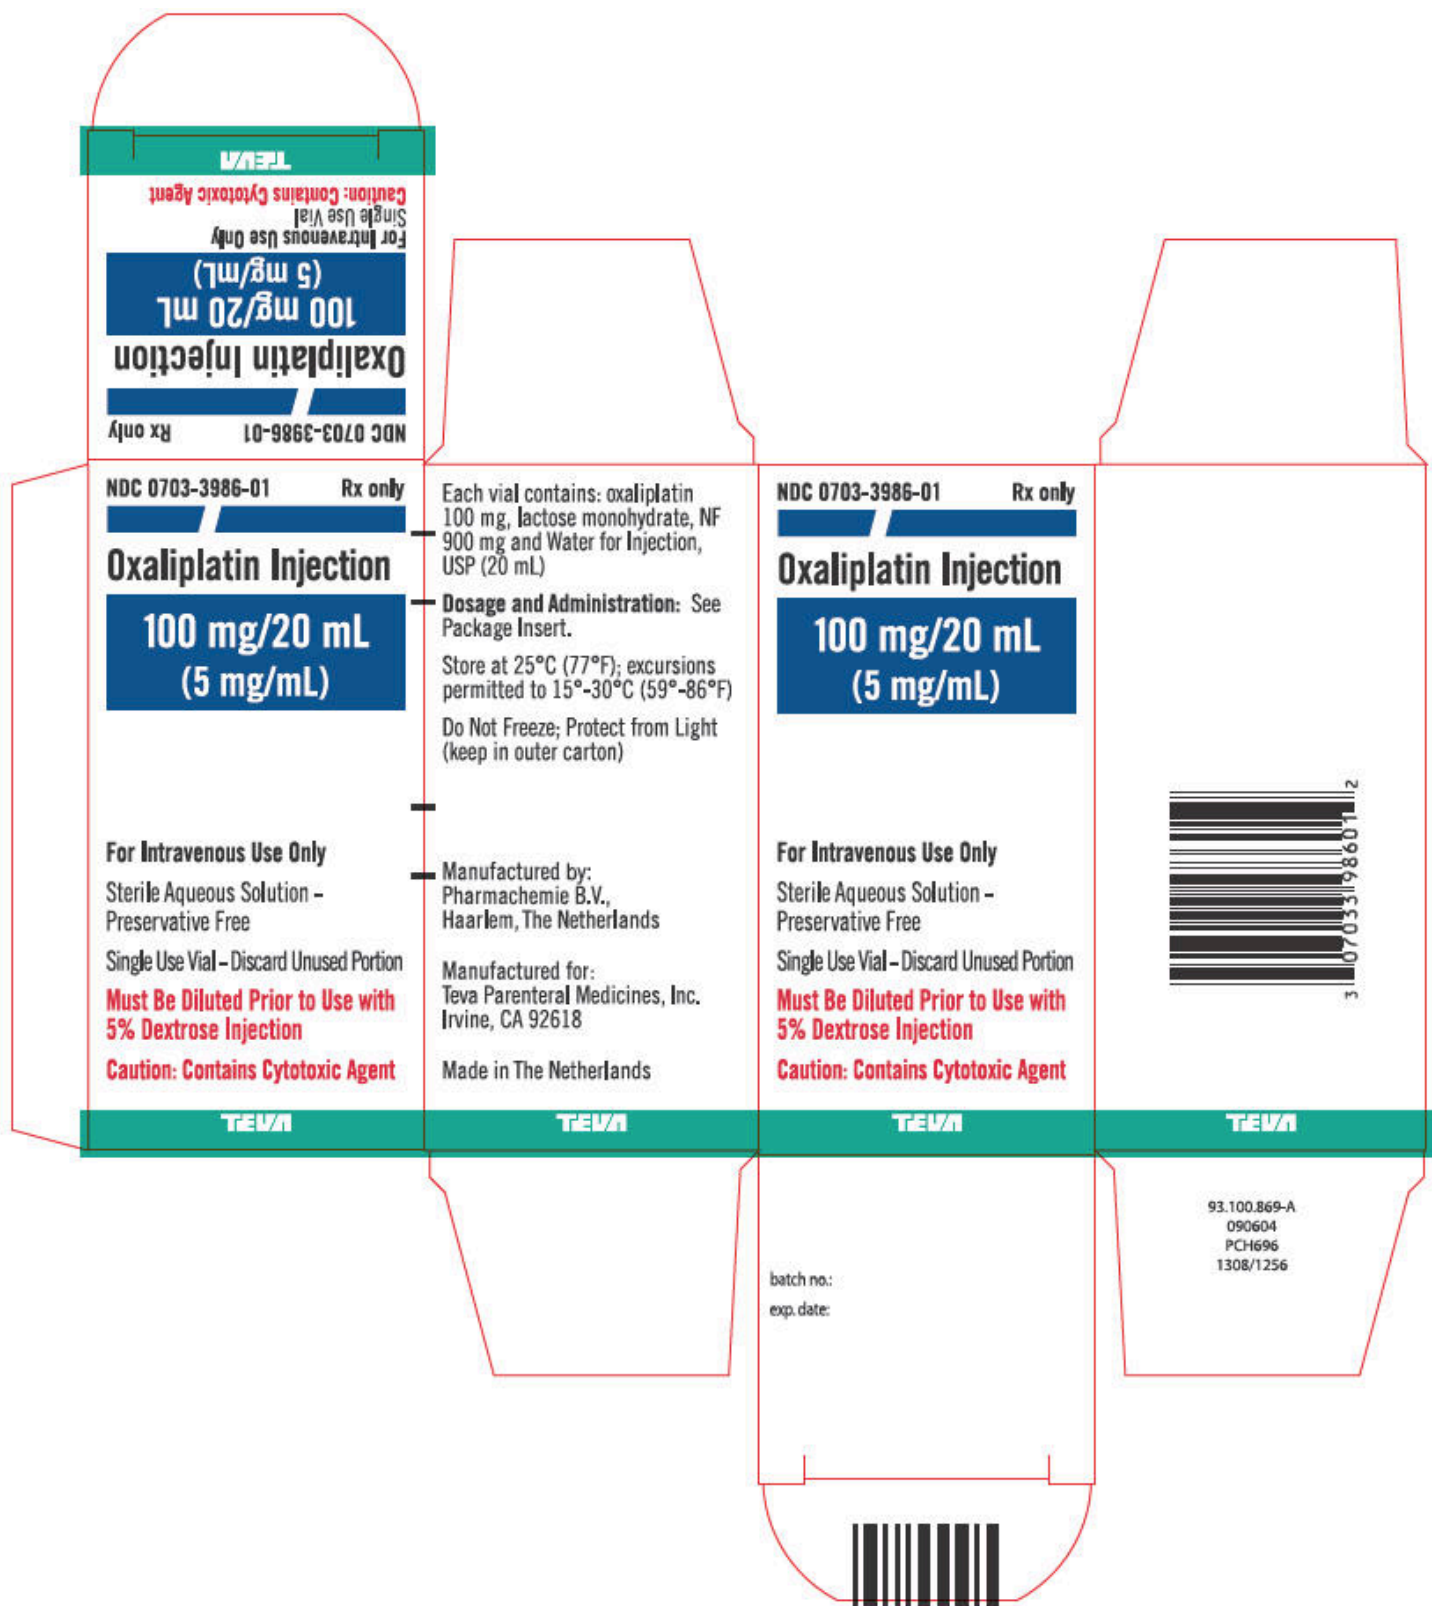 TEVA
Caution: Contains Cytotoxic Agent
Single Use Vial
For Intravenous Use Only
(5 mg/mL)
100 mg/20 mL
Oxaliplatin Injection
NDC 0703-3986-01 Rx only
NDC 0703-3986-01 Rx only
Oxaliplatin Injection
100 mg/20 mL
(5 mg/mL)
For Intravenous Use Only
Sterile Aqueous Solution –
Preservative Free
Single Use Vial – Discard Unused Portion
Must Be Diluted Prior to Use with
5% Dextrose Injection
Caution: Contains Cytotoxic Agent
TEVA
Each vial contains: oxaliplatin
100 mg, lactose monohydrate, NF
900 mg and Water for Injection,
USP (20 mL)
Dosage and Administration: See
Package Insert.
Store at 25°C (77°F); excursions
permitted to 15°-30°C (59°-86°F)
Do Not Freeze; Protect from Light
(keep in outer carton)
Manufactured by:
Pharmachemie B.V.,
Haarlem, The Netherlands
Manufactured for:
Teva Parenteral Medicines, Inc.
Irvine, CA 92618
Made in The Netherlands
TEVA
NDC 0703-3986-01 Rx only
Oxaliplatin Injection
100 mg/20 mL
(5 mg/mL)
For Intravenous Use Only
Sterile Aqueous Solution –
Preservative Free
Single Use Vial – Discard Unused Portion
Must Be Diluted Prior to Use with
5% Dextrose Injection
Caution: Contains Cytotoxic Agent
TEVA
batch no.:
exp. date:
3 07033 98601 2
TEVA
93.100.869-A
090604
PCH696
1308/1256